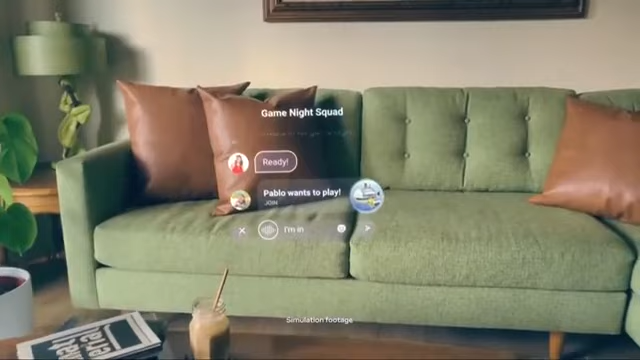 Game Night Squad
Ready!
Pablo wants to play!
JOIN
I'm in
Simulation footage